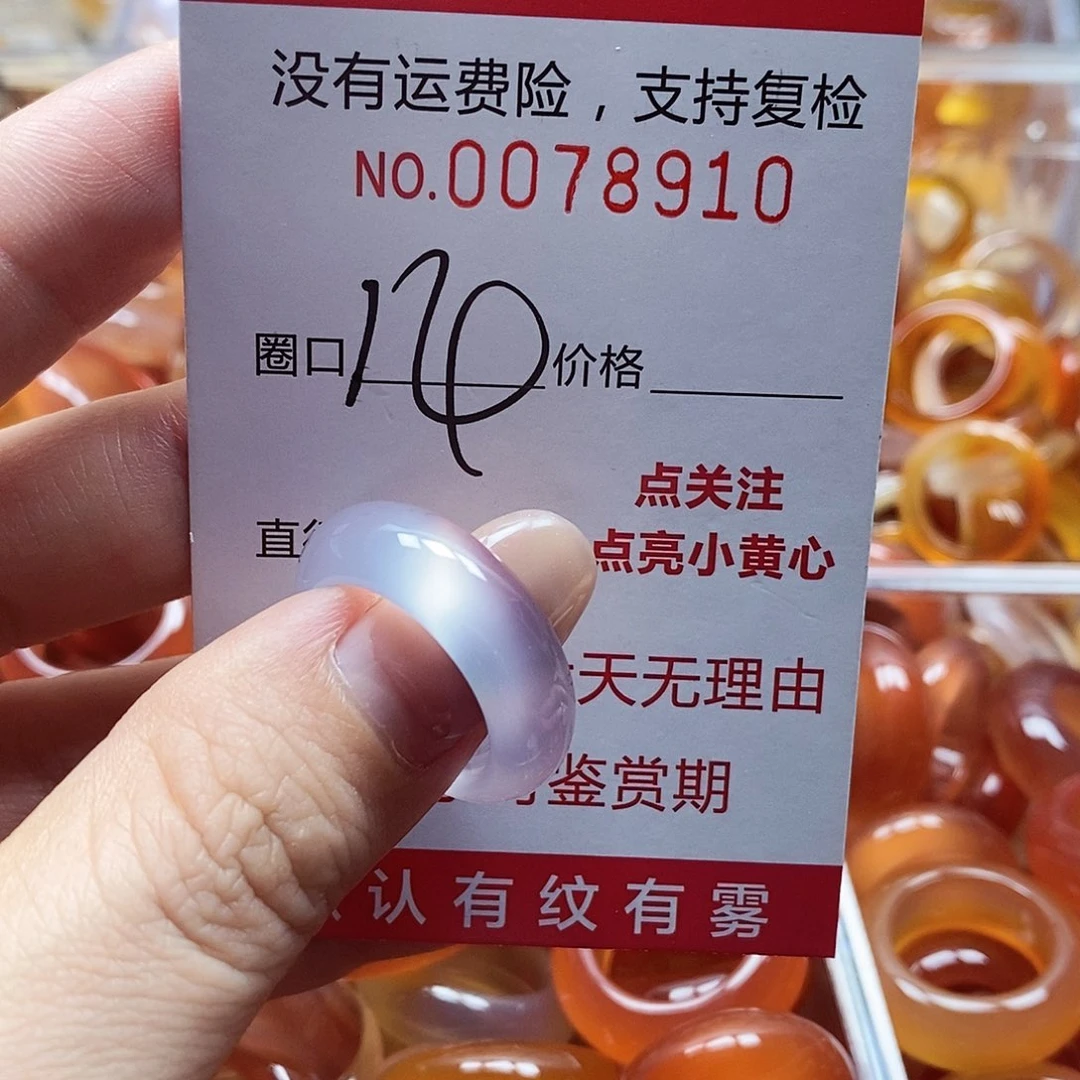 没有运费险，支持复检
NO.0078910
圈口 价格
点关注
直
点亮小黄心
天无理由
鉴赏期
认有纹有雾